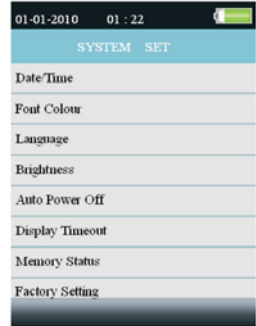 01-01-2010 01 : 22
SYSTEM SET
Date/Time
Font Colour
Language
Brightness
Auto Power Off
Display Timeout
Memory Status
Factory Setting